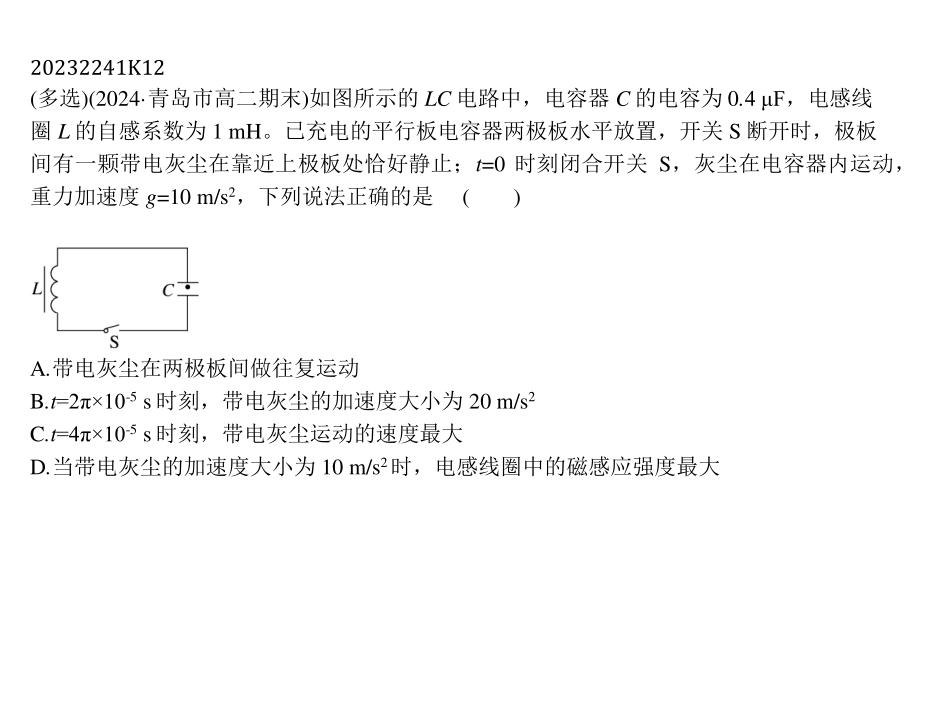 20232241K12
(多选)(2024·青岛市高二期末)如图所示的 LC 电路中，电容器 C 的电容为 0.4 μF，电感线
圈 L 的自感系数为 1 mH。已充电的平行板电容器两极板水平放置，开关 S 断开时，极板
间有一颗带电灰尘在靠近上极板处恰好静止；t=0 时刻闭合开关 S，灰尘在电容器内运动，
重力加速度 g=10 m/s²，下列说法正确的是 ( )
L
C
S
A.带电灰尘在两极板间做往复运动
B.t=2π×10⁻⁵ s 时刻，带电灰尘的加速度大小为 20 m/s²
C.t=4π×10⁻⁵ s 时刻，带电灰尘运动的速度最大
D.当带电灰尘的加速度大小为 10 m/s² 时，电感线圈中的磁感应强度最大